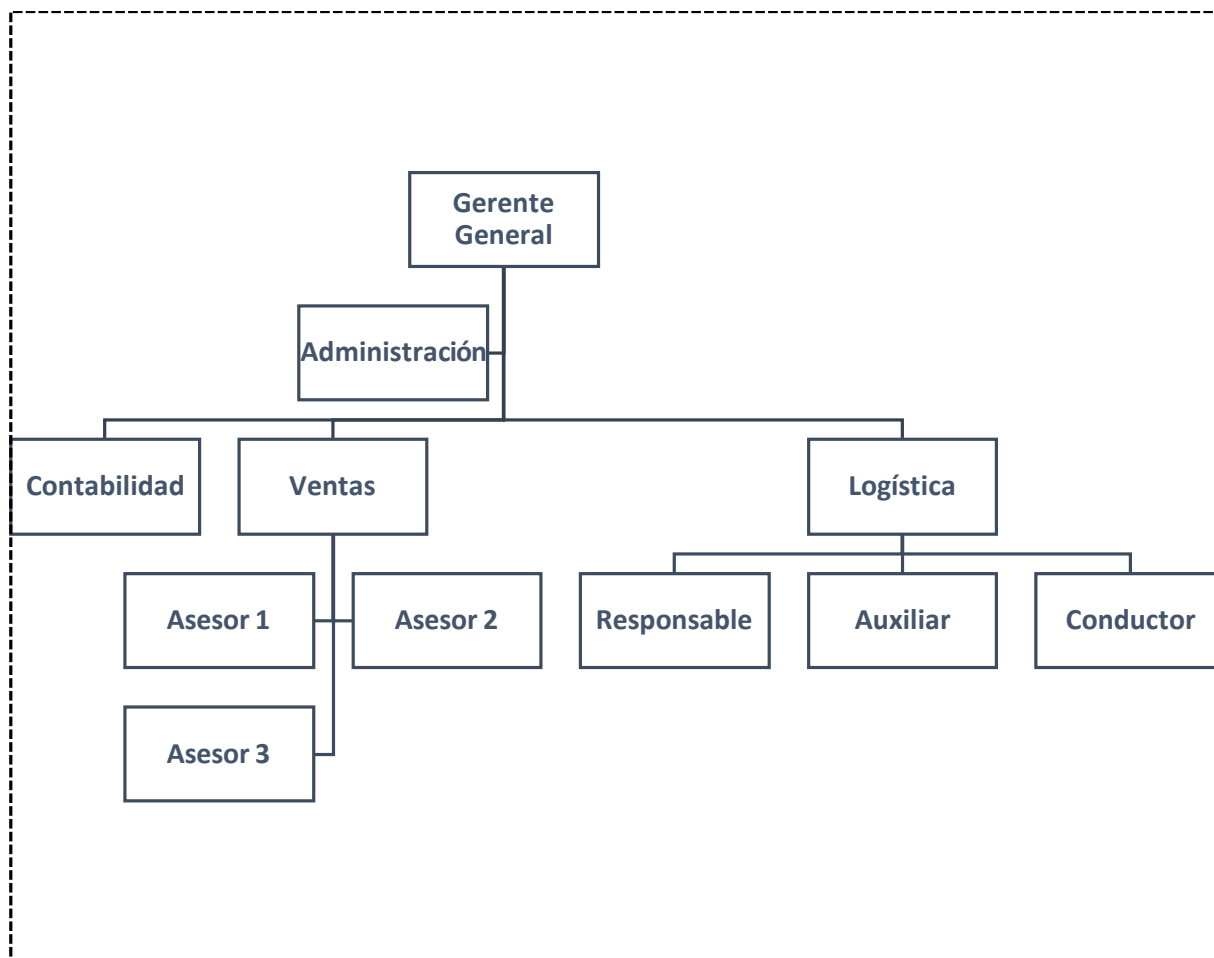 Gerente
General
Administración
Contabilidad
Ventas
Logística
Asesor 1
Asesor 2
Responsable
Auxiliar
Conductor
Asesor 3